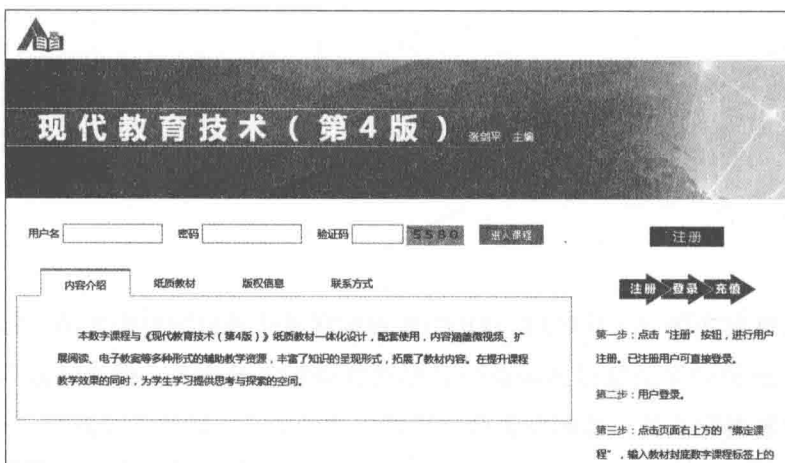 现代教育技术（第4版） 张剑平 主编
用户名 密码 验证码 5580 进入课程 注册
内容介绍 纸质教材 版权信息 联系方式
注册 登录 充值
本数字课程与《现代教育技术（第4版）》纸质教材一体化设计，配套使用，内容涵盖微视频、扩
展阅读、电子教案等多种形式的辅助教学资源，丰富了知识的呈现形式，拓展了教材内容。在提升课程
教学效果的同时，为学生学习提供思考与探索的空间。
第一步：点击“注册”按钮，进行用户
注册。已注册用户可直接登录。
第二步：用户登录。
第三步：点击页面右上方的“绑定课
程”，输入教材封底数字课程标签上的